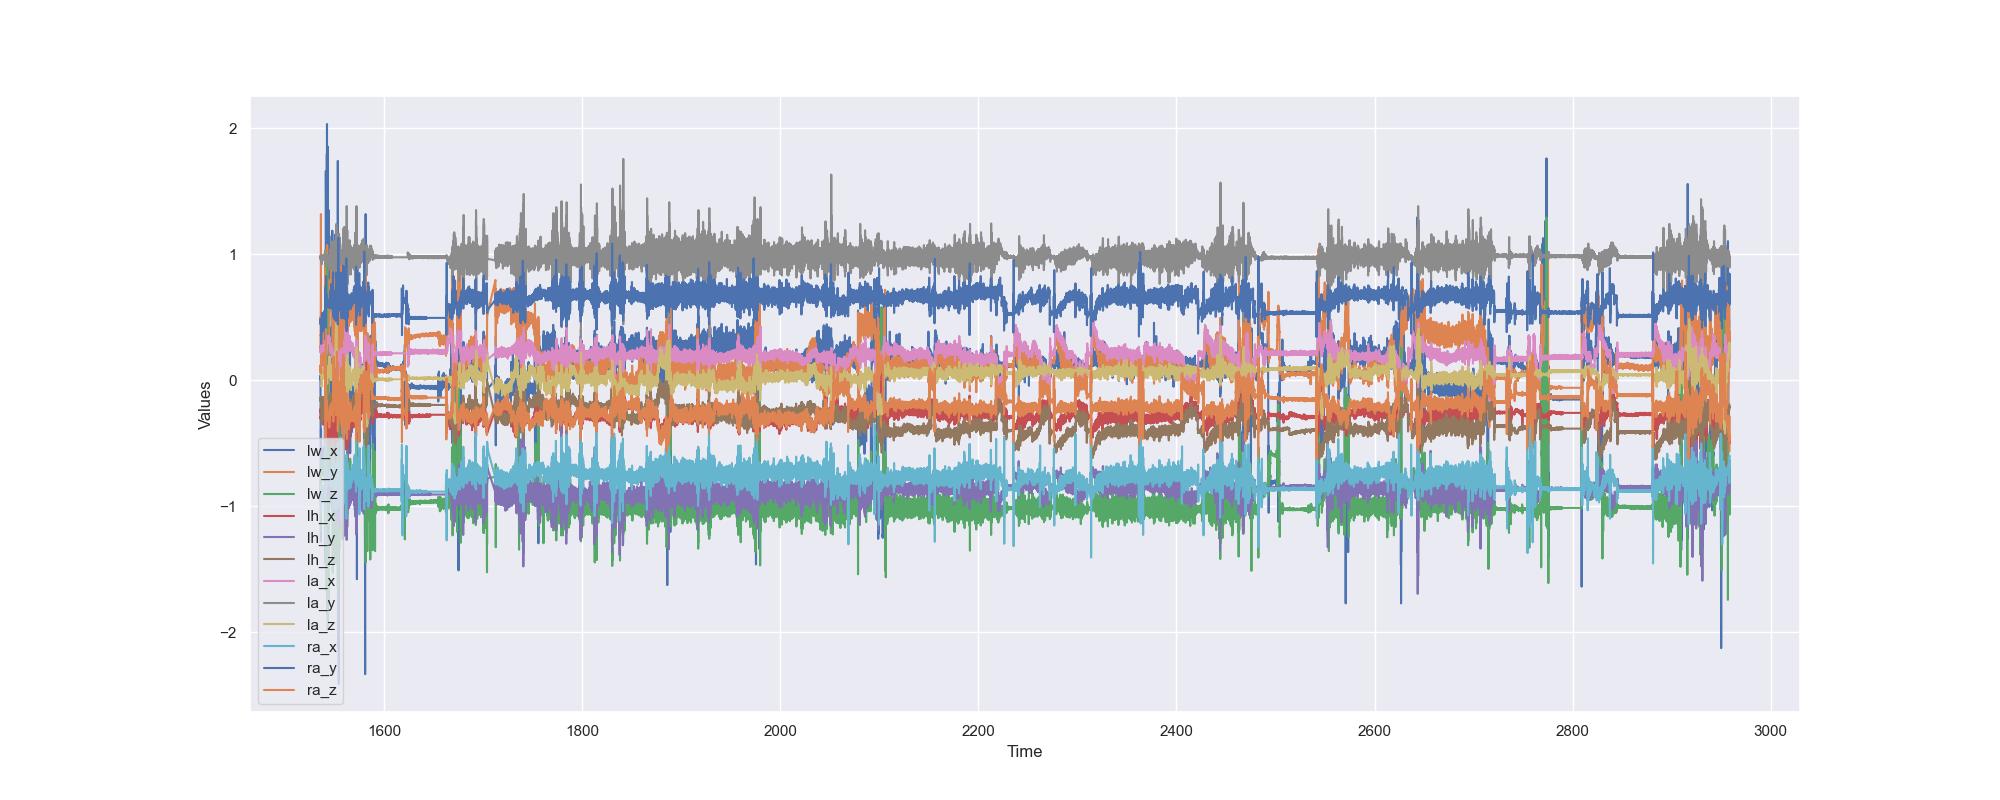 2
1
0
−1
−2
Values
lw_x
lw_y
lw_z
lh_x
lh_y
lh_z
la_x
la_y
la_z
ra_x
ra_y
ra_z
1600 1800 2000 2200 2400 2600 2800 3000
Time